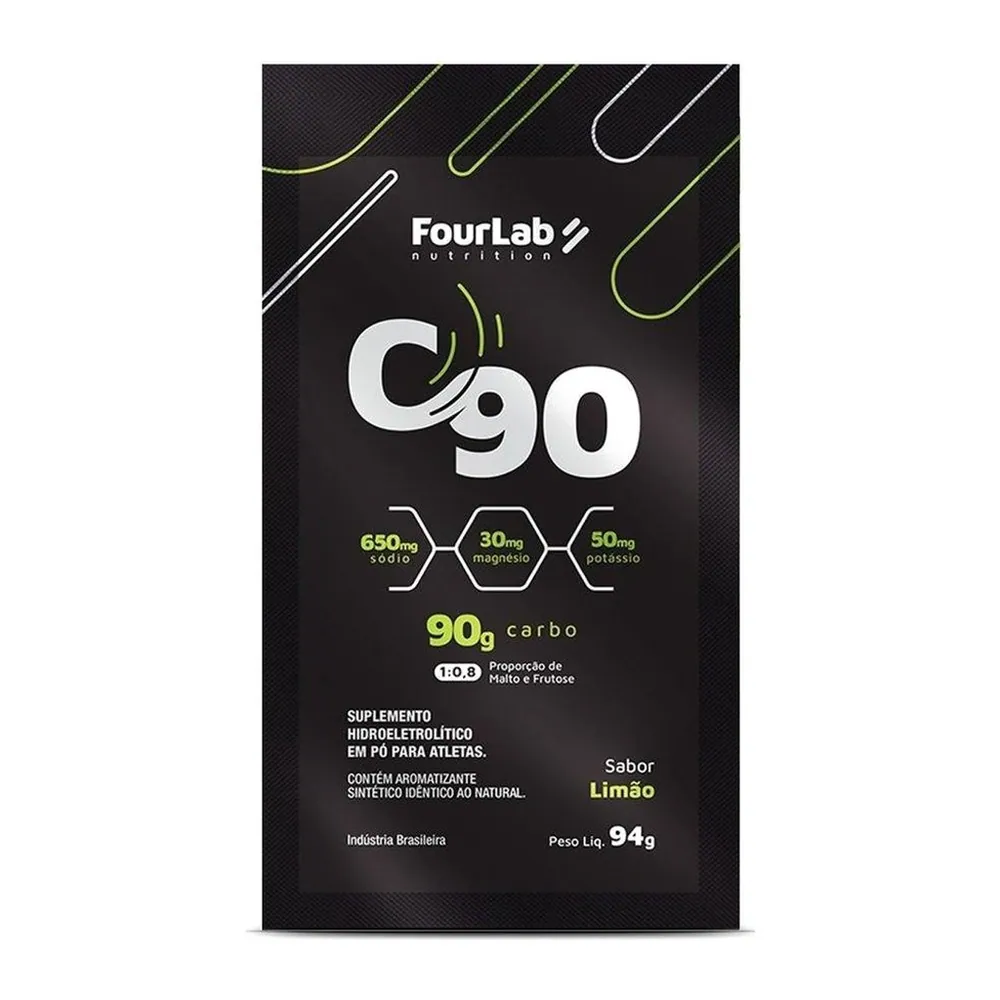 FourLab
nutrition
C90
650mg
sódio
30mg
magnésio
50mg
potássio
90g carbo
1:0,8
Proporção de
Malto e Frutose
SUPLEMENTO
HIDROELETROLÍTICO
EM PÓ PARA ATLETAS.
CONTÉM AROMATIZANTE
SINTÉTICO IDÊNTICO AO NATURAL.
Sabor
Limão
Indústria Brasileira
Peso Liq. 94g